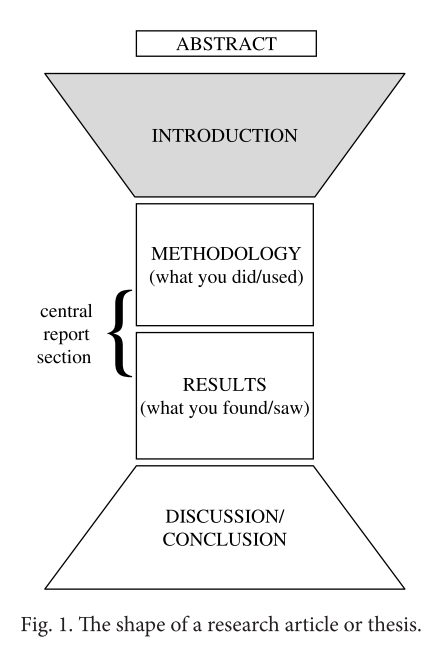 ABSTRACT
INTRODUCTION
METHODOLOGY
(what you did/used)
central
report
section
{
RESULTS
(what you found/saw)
DISCUSSION/
CONCLUSION
Fig. 1. The shape of a research article or thesis.